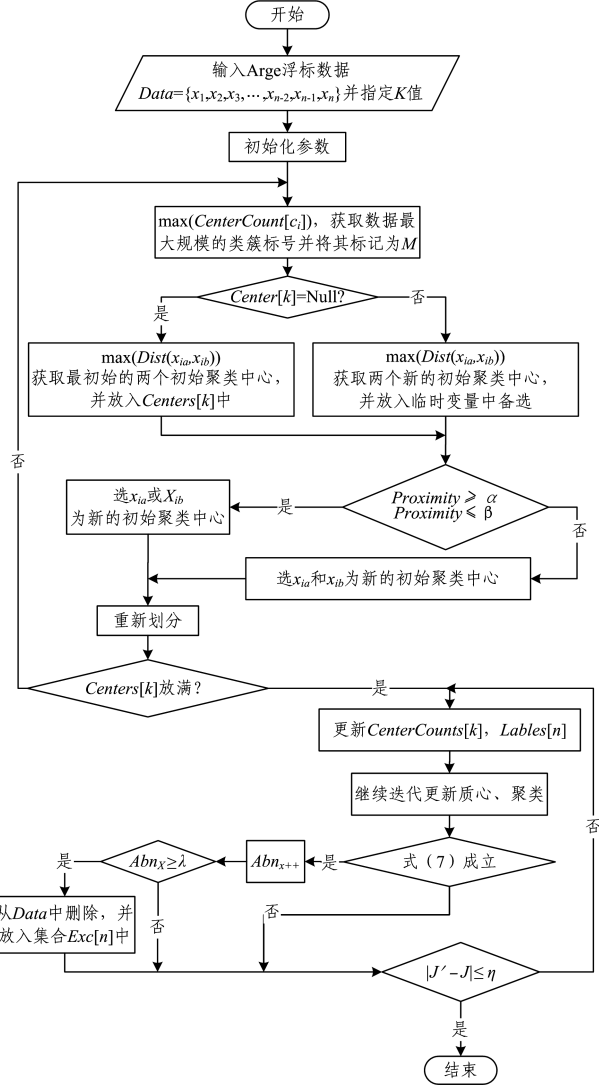 开始
输入Arge浮标数据
Data={x1,x2,x3,…,xn-2,xn-1,xn}并指定K值
初始化参数
max(CenterCount[ci])，获取数据最
大规模的类簇标号并将其标记为M
Center[k]=Null?
是
否
max(Dist(xia,xib))
获取最初始的两个初始聚类中心，
并放入Centers[k]中
max(Dist(xia,xib))
获取两个新的初始聚类中心，
并放入临时变量中备选
否
Proximity≥ α
Proximity≤ β
是
否
选xia或Xib
为新的初始聚类中心
选xia和xib为新的初始聚类中心
重新划分
Centers[k]放满？
是
更新CenterCounts[k]，Lables[n]
继续迭代更新质心、聚类
否
式（7）成立
是
Abnx++
AbnX≥λ
是
否
否
从Data中删除，并
放入集合Exc[n]中
|J′−J|≤η
是
结束